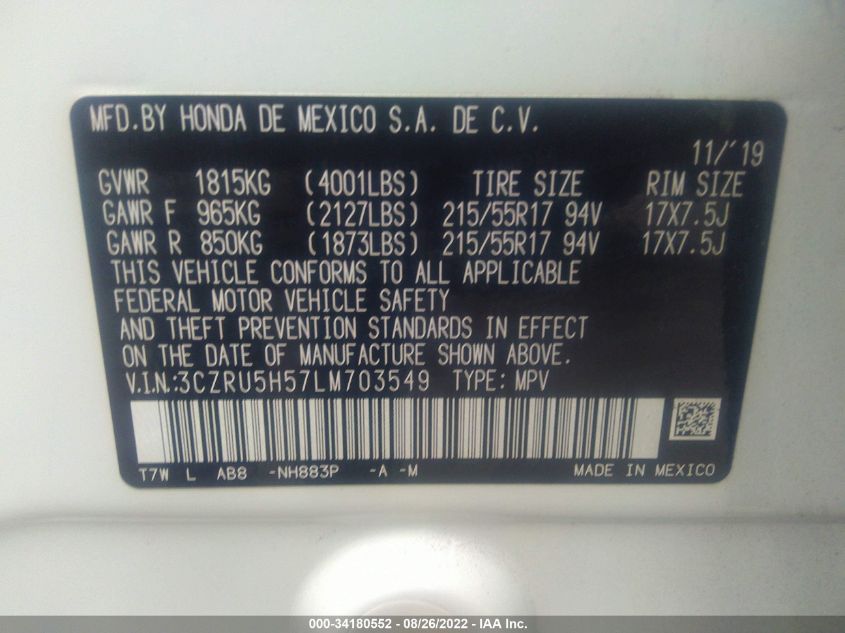 MFD.BY HONDA DE MEXICO S.A. DE C.V.
11/'19
GVWR 1815KG (4001LBS) TIRE SIZE RIM SIZE
GAWR F 965KG (2127LBS) 215/55R17 94V 17X7.5J
GAWR R 850KG (1873LBS) 215/55R17 94V 17X7.5J
THIS VEHICLE CONFORMS TO ALL APPLICABLE
FEDERAL MOTOR VEHICLE SAFETY
AND THEFT PREVENTION STANDARDS IN EFFECT
ON THE DATE OF MANUFACTURE SHOWN ABOVE.
V.I.N.:3CZRU5H57LM703549 TYPE: MPV
T7W L AB8 -NH883P -A -M MADE IN MEXICO
000-34180552 - 08/26/2022 - IAA Inc.